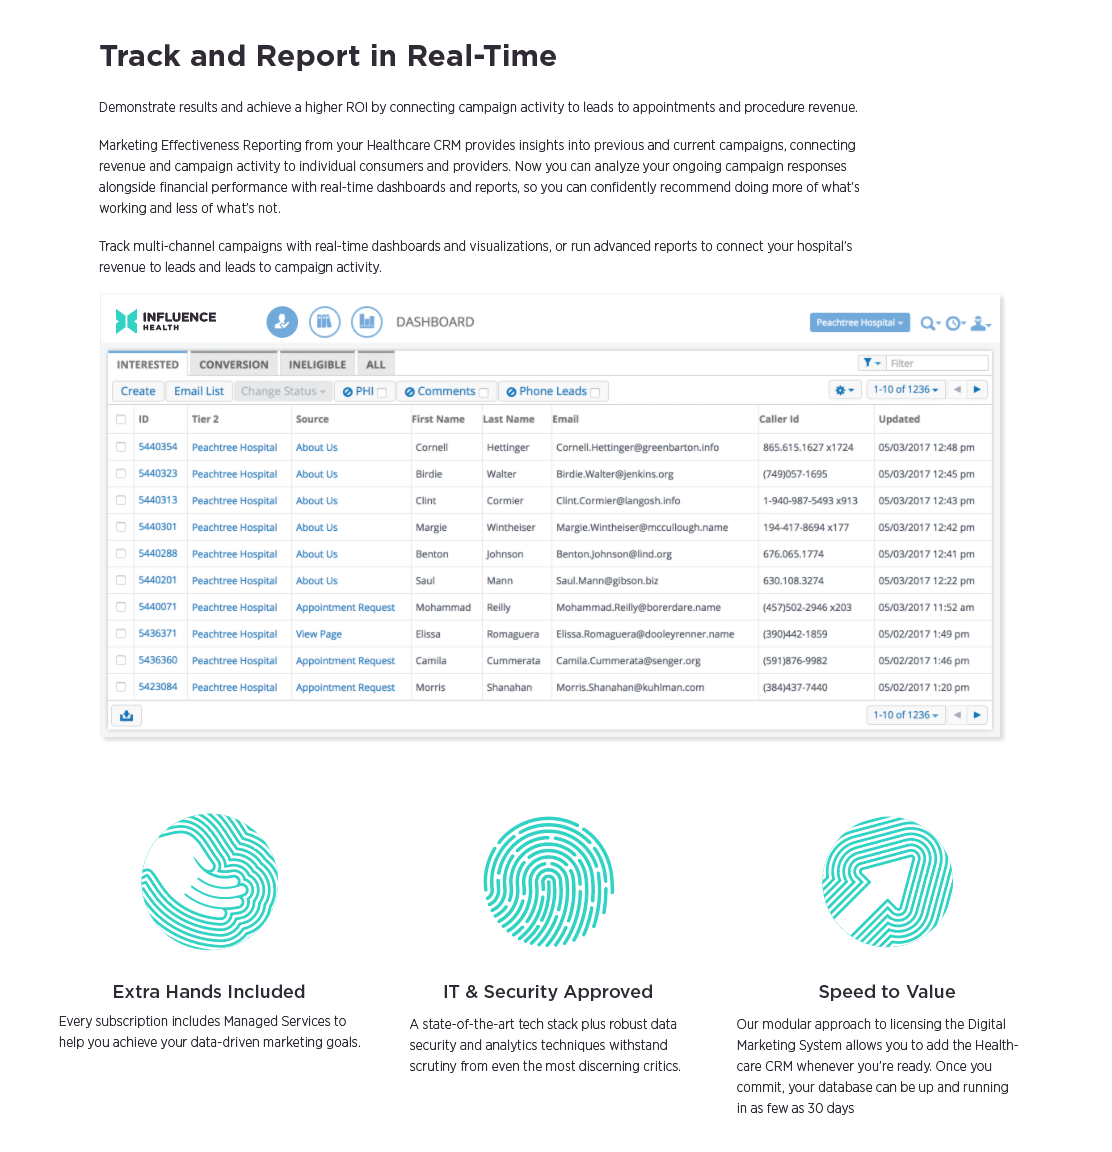 Track and Report in Real-Time
Demonstrate results and achieve a higher ROI by connecting campaign activity to leads to appointments and procedure revenue.
Marketing Effectiveness Reporting from your Healthcare CRM provides insights into previous and current campaigns, connecting
revenue and campaign activity to individual consumers and providers. Now you can analyze your ongoing campaign responses
alongside financial performance with real-time dashboards and reports, so you can confidently recommend doing more of what's
working and less of what's not.
Track multi-channel campaigns with real-time dashboards and visualizations, or run advanced reports to connect your hospital's
revenue to leads and leads to campaign activity.
INFLUENCE
HEALTH
DASHBOARD
Peachtree Hospital
INTERESTED CONVERSION INELIGIBLE ALL
Filter
Create Email List Change Status PHI Comments Phone Leads
1-10 of 1236
ID Tier 2 Source First Name Last Name Email Caller Id Updated
5440354 Peachtree Hospital About Us Cornell Hettinger Cornell.Hettinger@greenbarton.info 865.615.1627 x1724 05/03/2017 12:48 pm
5440323 Peachtree Hospital About Us Birdie Walter Birdie.Walter@jenkins.org (749)057-1695 05/03/2017 12:45 pm
5440313 Peachtree Hospital About Us Clint Cormier Clint.Cormier@langosh.info 1-940-987-5493 x913 05/03/2017 12:43 pm
5440301 Peachtree Hospital About Us Margie Wintheiser Margie.Wintheiser@mccullough.name 194-417-8694 x177 05/03/2017 12:42 pm
5440288 Peachtree Hospital About Us Benton Johnson Benton.Johnson@lind.org 676.065.1774 05/03/2017 12:41 pm
5440201 Peachtree Hospital About Us Saul Mann Saul.Mann@gibson.biz 630.108.3274 05/03/2017 12:22 pm
5440071 Peachtree Hospital Appointment Request Mohammad Reilly Mohammad.Reilly@borerdare.name (457)502-2946 x203 05/03/2017 11:52 am
5436371 Peachtree Hospital View Page Elissa Romaguera Elissa.Romaguera@dooleyrenner.name (390)442-1859 05/02/2017 1:49 pm
5436360 Peachtree Hospital Appointment Request Camila Cummerata Camila.Cummerata@senger.org (591)876-9982 05/02/2017 1:46 pm
5423084 Peachtree Hospital Appointment Request Morris Shanahan Morris.Shanahan@kuhlman.com (384)437-7440 05/02/2017 1:20 pm
1-10 of 1236
Extra Hands Included
Every subscription includes Managed Services to
help you achieve your data-driven marketing goals.
IT & Security Approved
A state-of-the-art tech stack plus robust data
security and analytics techniques withstand
scrutiny from even the most discerning critics.
Speed to Value
Our modular approach to licensing the Digital
Marketing System allows you to add the Health-
care CRM whenever you're ready. Once you
commit, your database can be up and running
in as few as 30 days